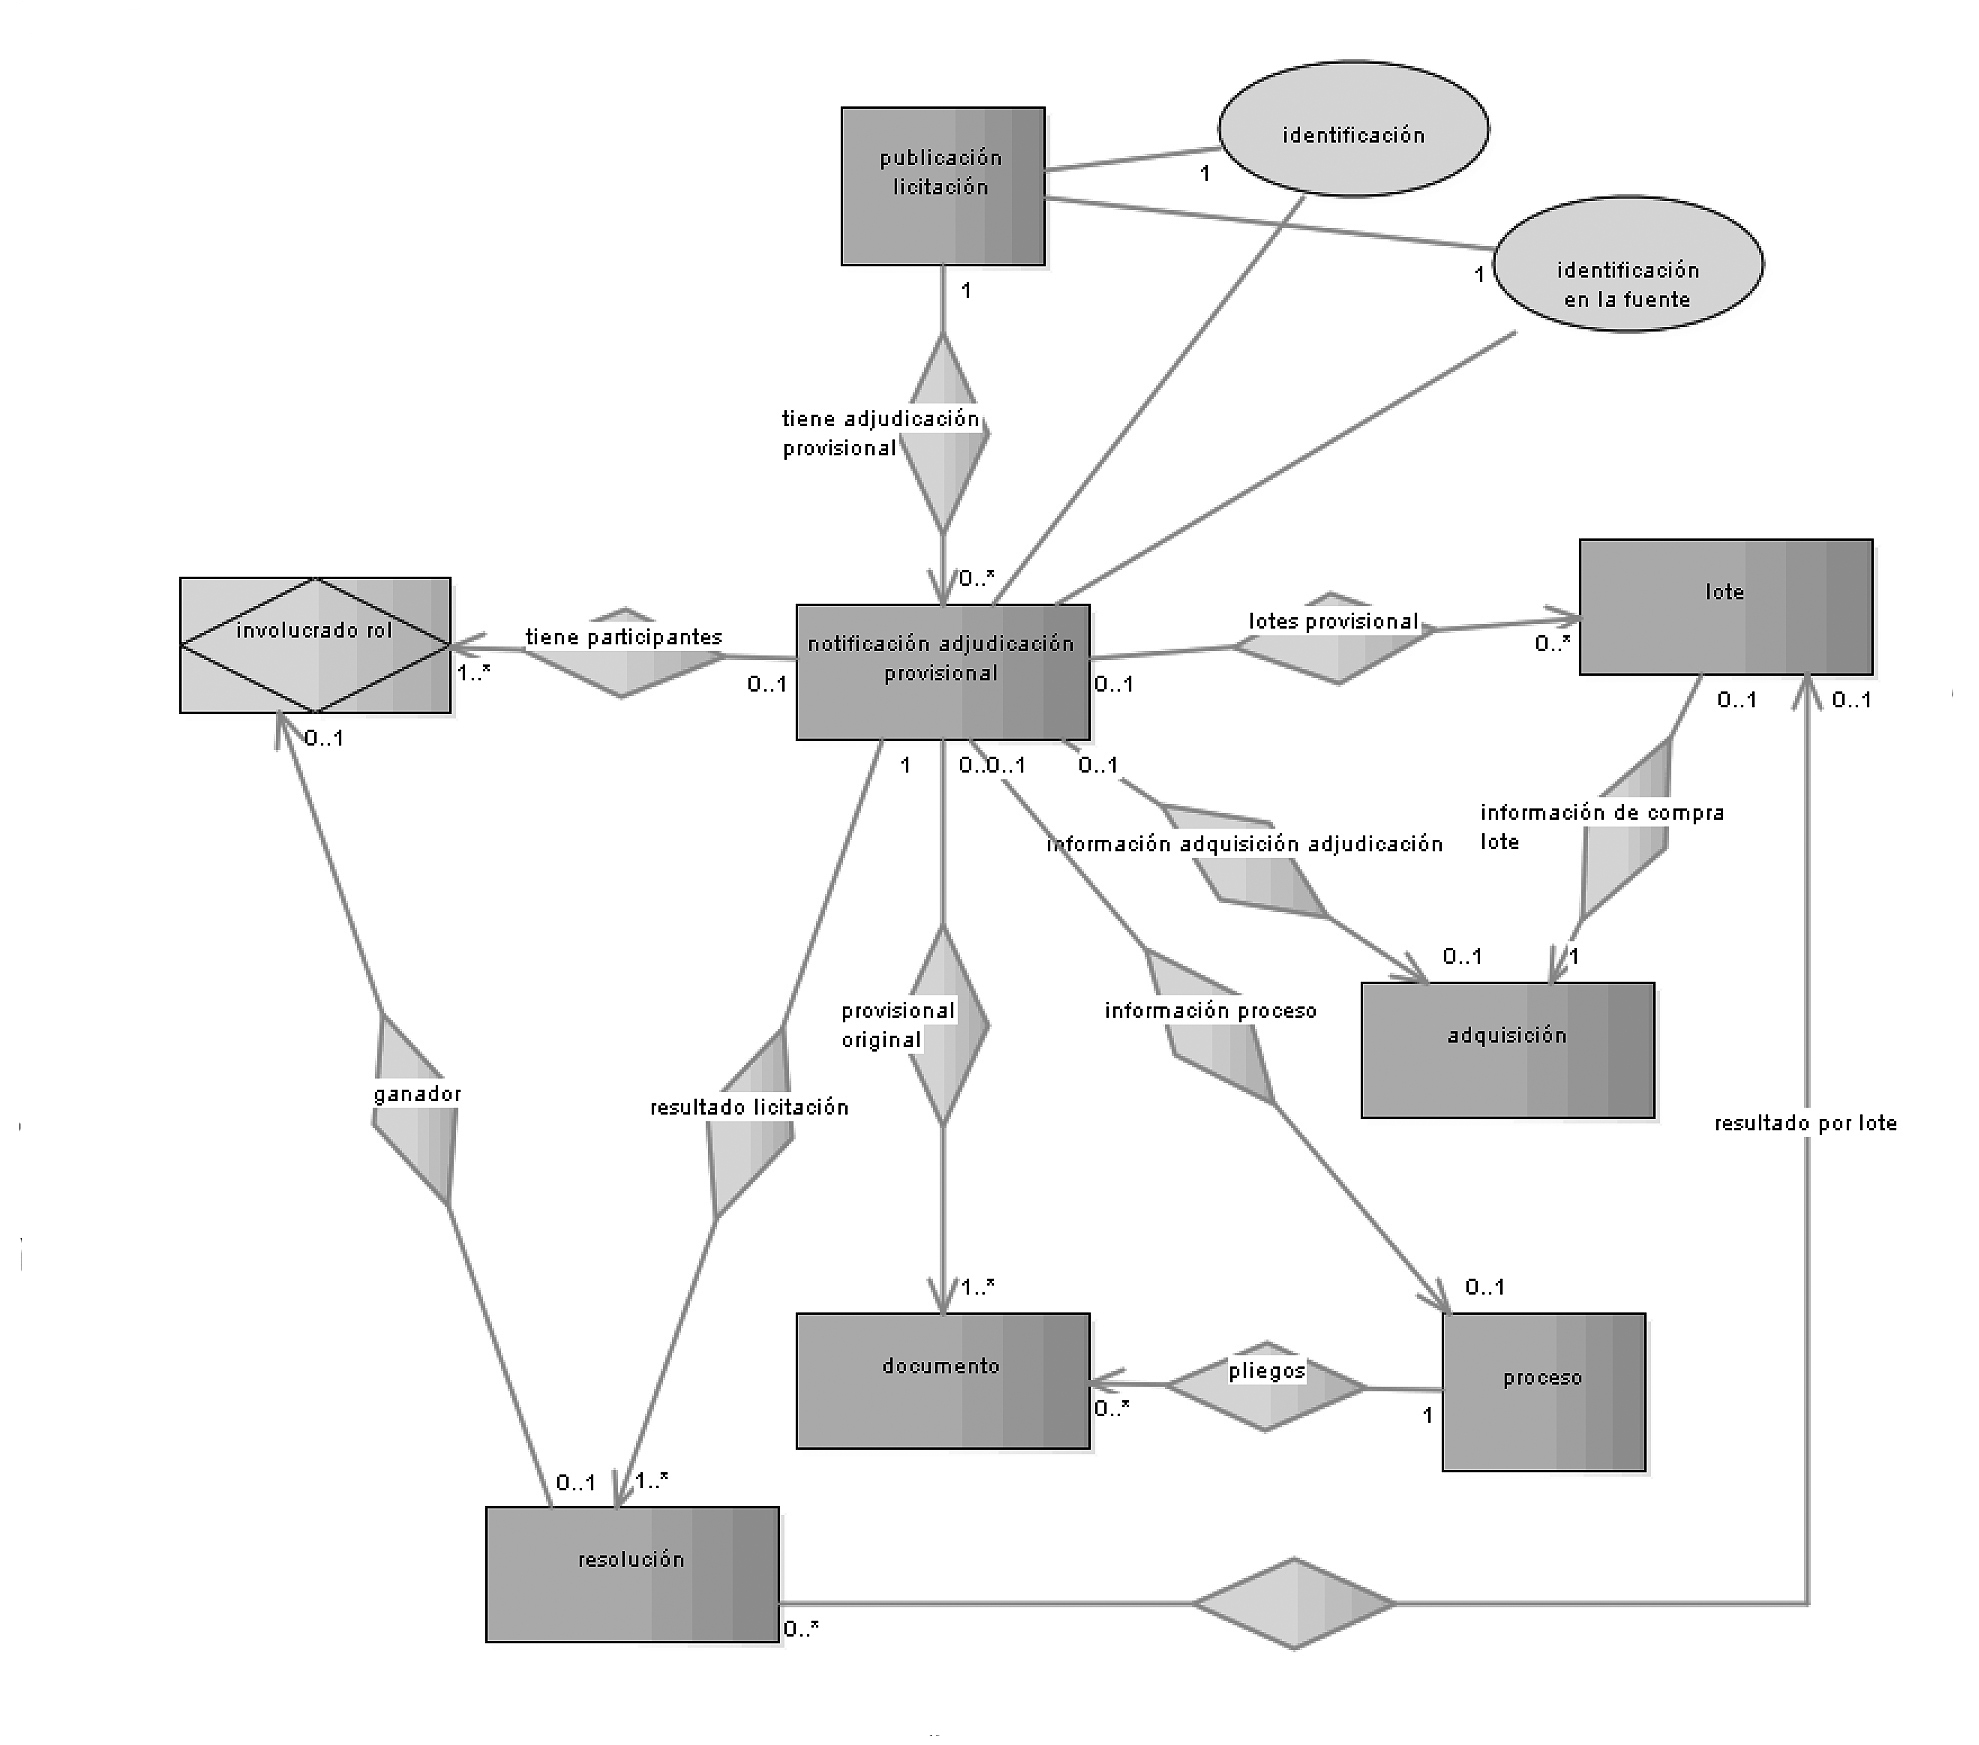 identificación
publicación
licitación
1
identificación
en la fuente
1
1
tiene adjudicación
provisional
0..*
lote
involucrado rol
tiene participantes
notificación adjudicación
provisional
lotes provisional
0..*
1..*
0..1
0..1
0..1
0..1
0..1
1
0..
0..1
0..1
información de compra
lote
información adquisición adjudicación
0..1
1
provisional
original
información proceso
adquisición
ganador
resultado licitación
resultado por lote
1..*
0..1
documento
pliegos
proceso
0..*
1
0..1
1..*
resolución
0..*